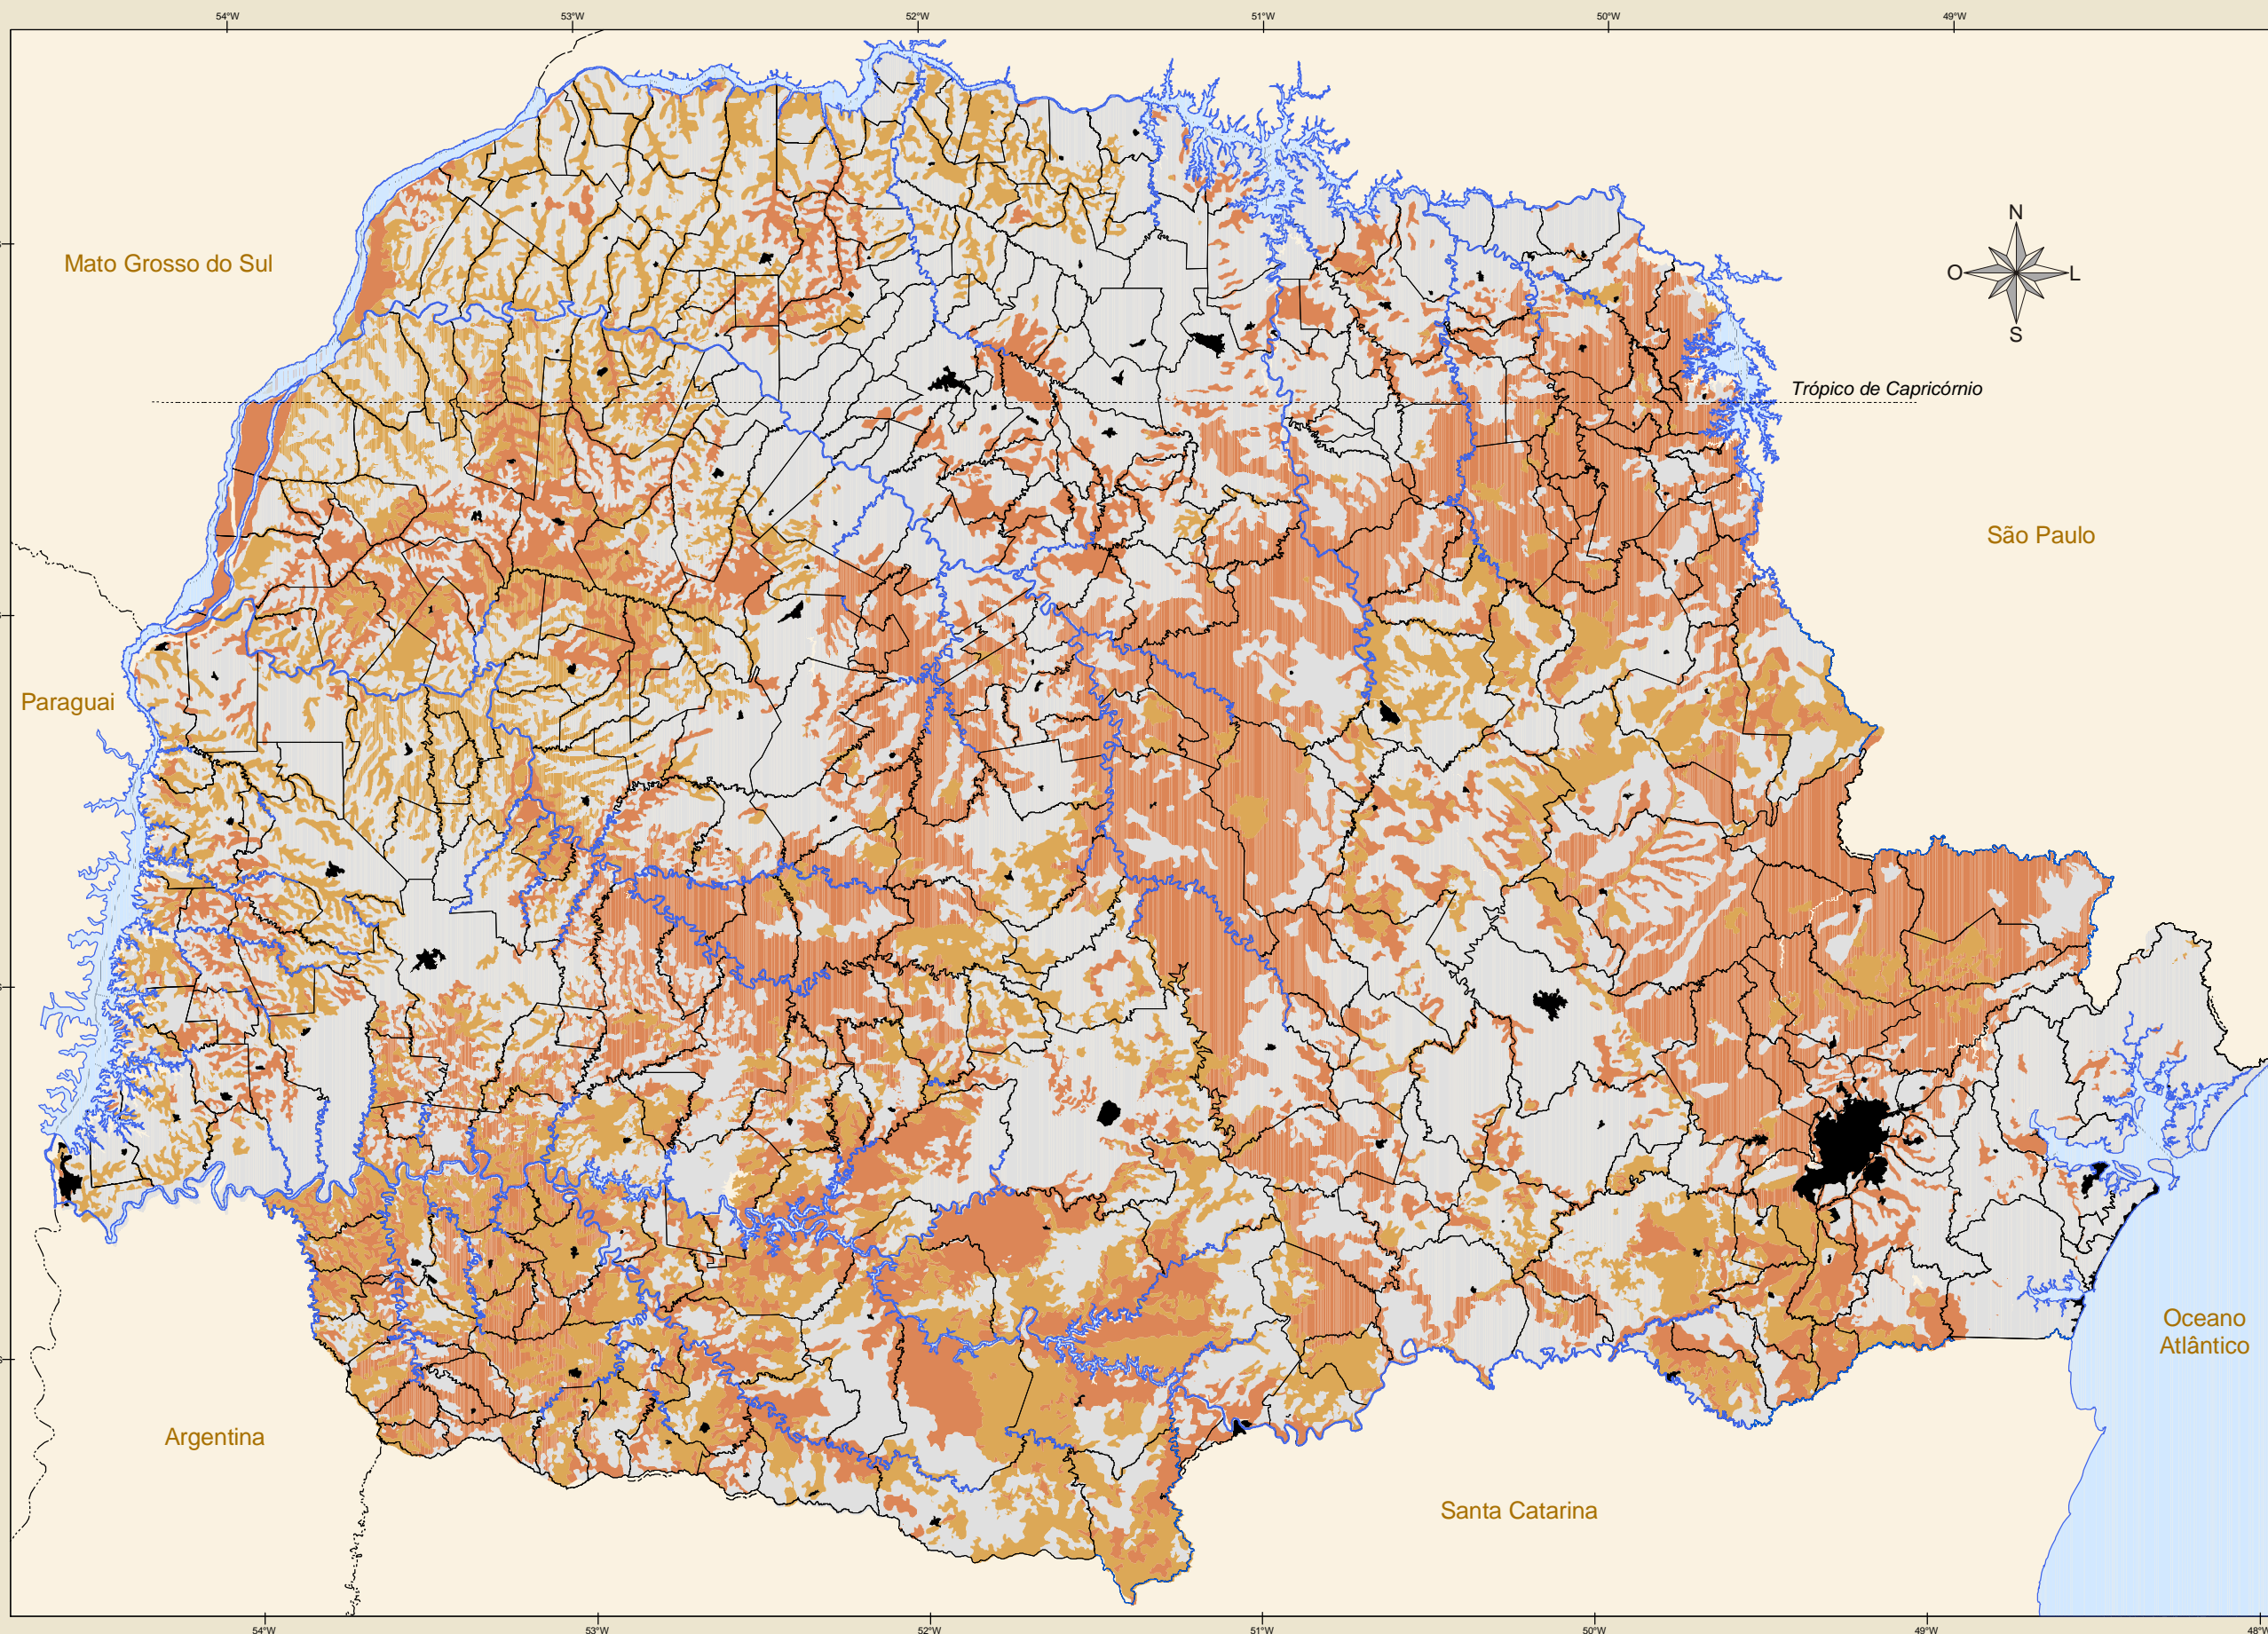 54°W 53°W 52°W 51°W 50°W 49°W
N
O L
S
Mato Grosso do Sul
Trópico de Capricórnio
São Paulo
Paraguai
Oceano
Atlântico
Argentina
Santa Catarina
54°W 53°W 52°W 51°W 50°W 49°W